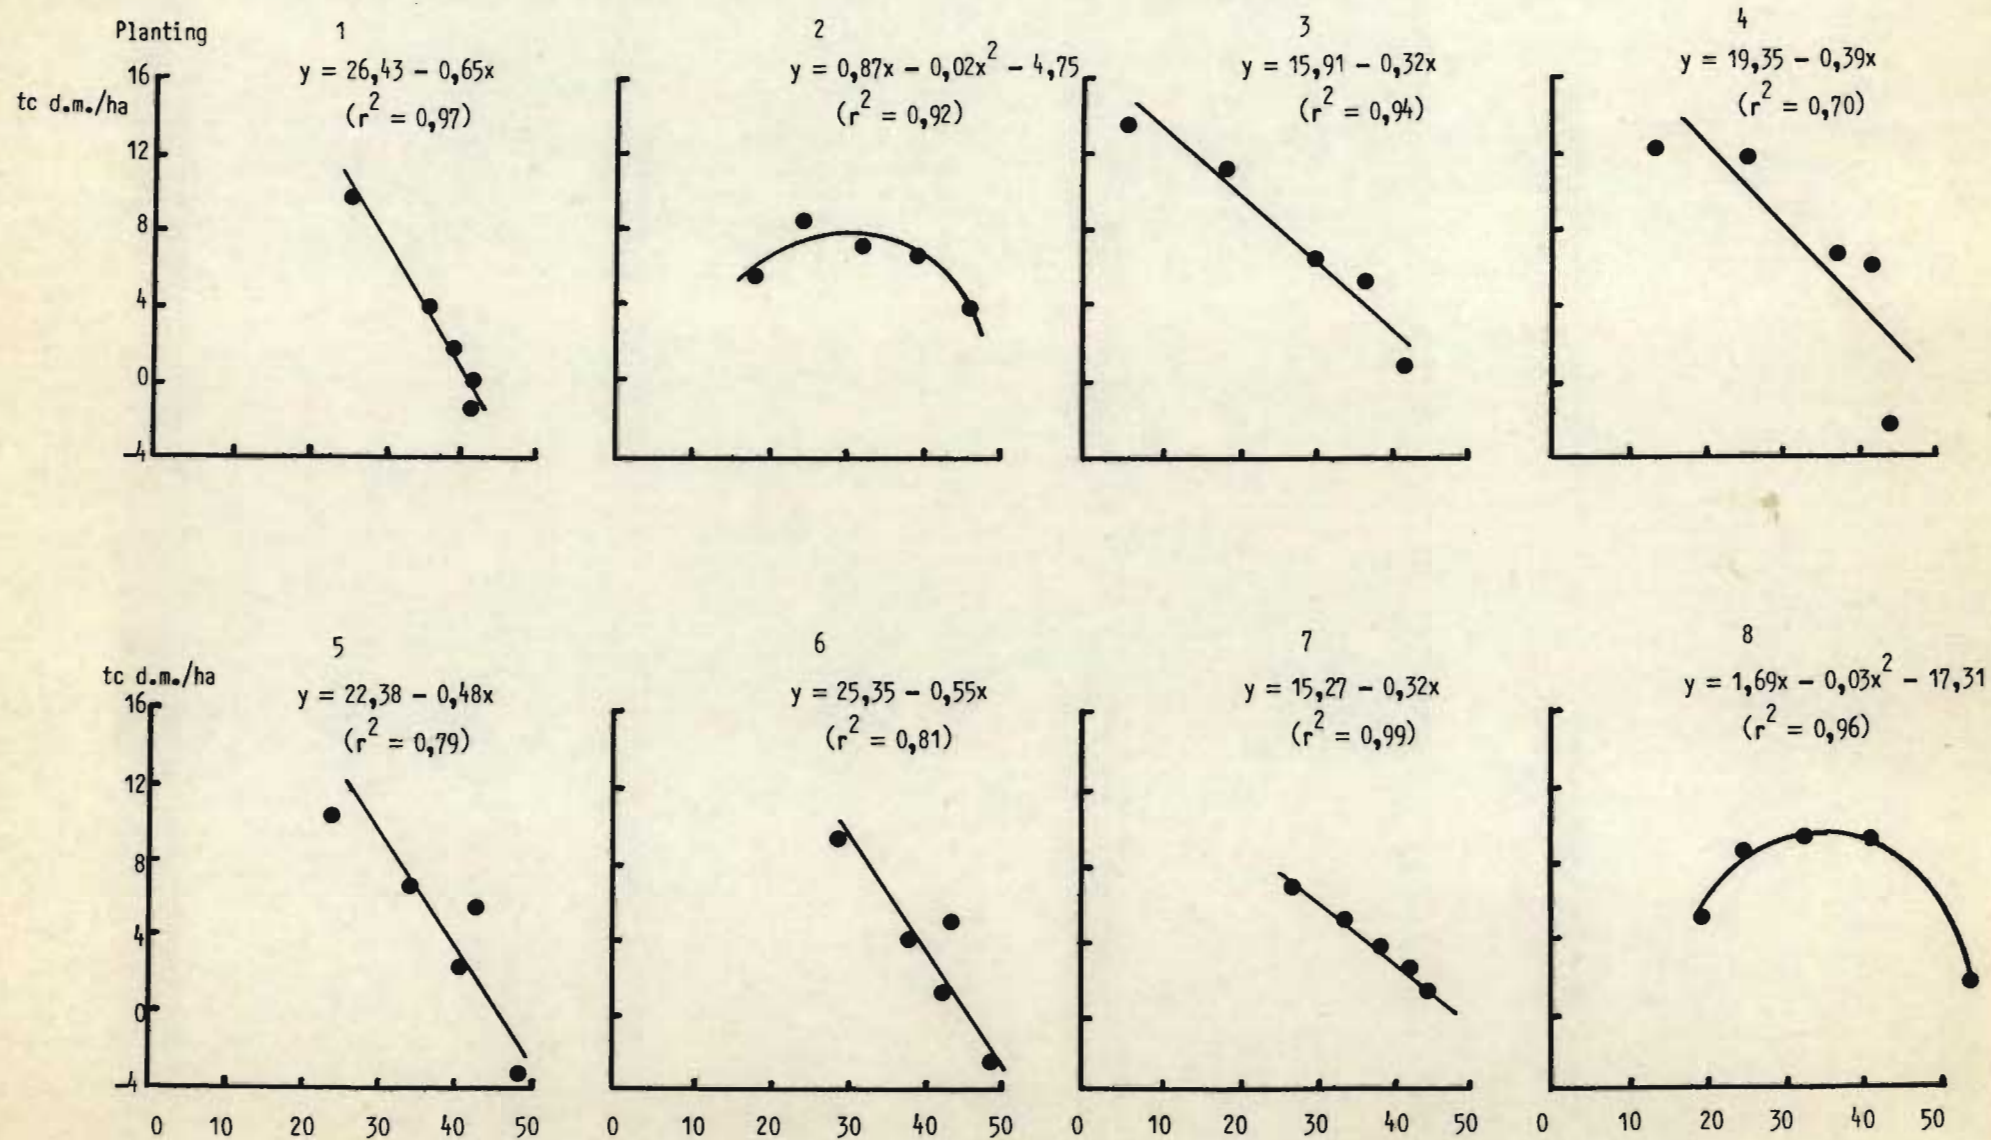 Planting 1 2 3 4
y = 26,43 – 0,65x y = 0,87x – 0,02x² – 4,75 y = 15,91 – 0,32x y = 19,35 – 0,39x
(r² = 0,97) (r² = 0,92) (r² = 0,94) (r² = 0,70)
16
tc d.m./ha
12
8
4
0
–4
5 6 7 8
tc d.m./ha
y = 22,38 – 0,48x y = 25,35 – 0,55x y = 15,27 – 0,32x y = 1,69x – 0,03x² – 17,31
(r² = 0,79) (r² = 0,81) (r² = 0,99) (r² = 0,96)
16
12
8
4
0
–4
0 10 20 30 40 50 0 10 20 30 40 50 0 10 20 30 40 50 0 10 20 30 40 50